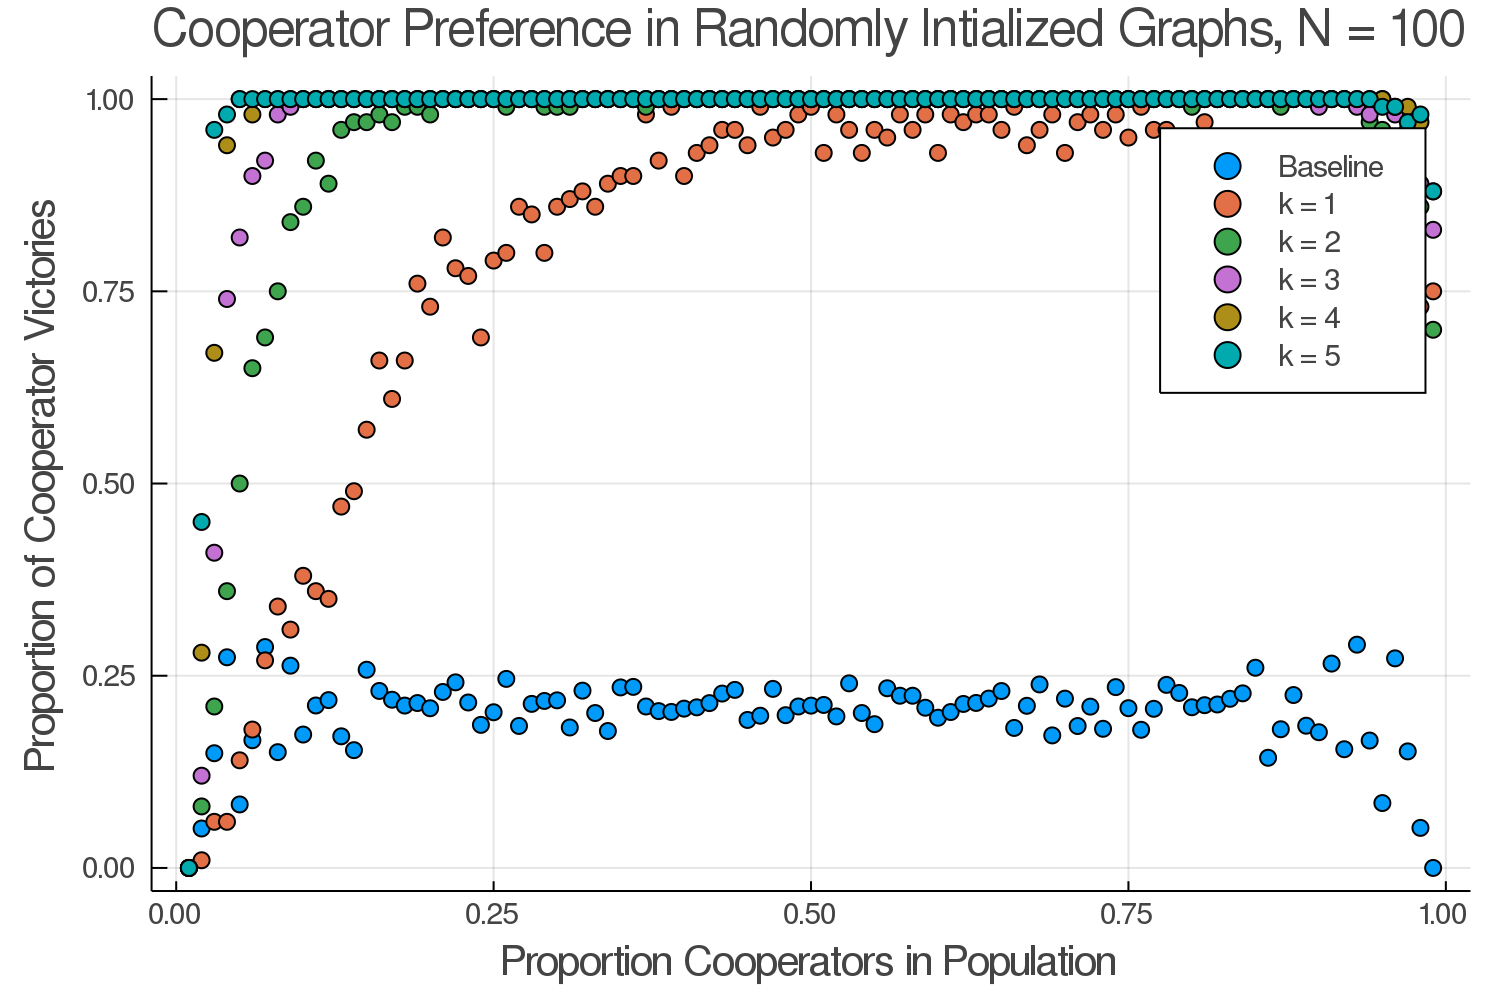 Cooperator Preference in Randomly Intialized Graphs, N = 100
Proportion of Cooperator Victories
1.00
0.75
0.50
0.25
0.00
Baseline
k = 1
k = 2
k = 3
k = 4
k = 5
0.00 0.25 0.50 0.75 1.00
Proportion Cooperators in Population